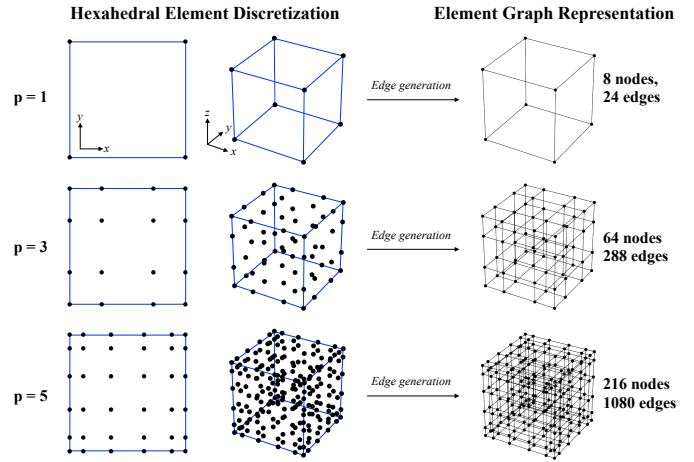 Hexahedral Element Discretization
Element Graph Representation
p = 1
y
x
z
y
x
Edge generation
8 nodes,
24 edges
p = 3
Edge generation
64 nodes
288 edges
p = 5
Edge generation
216 nodes
1080 edges